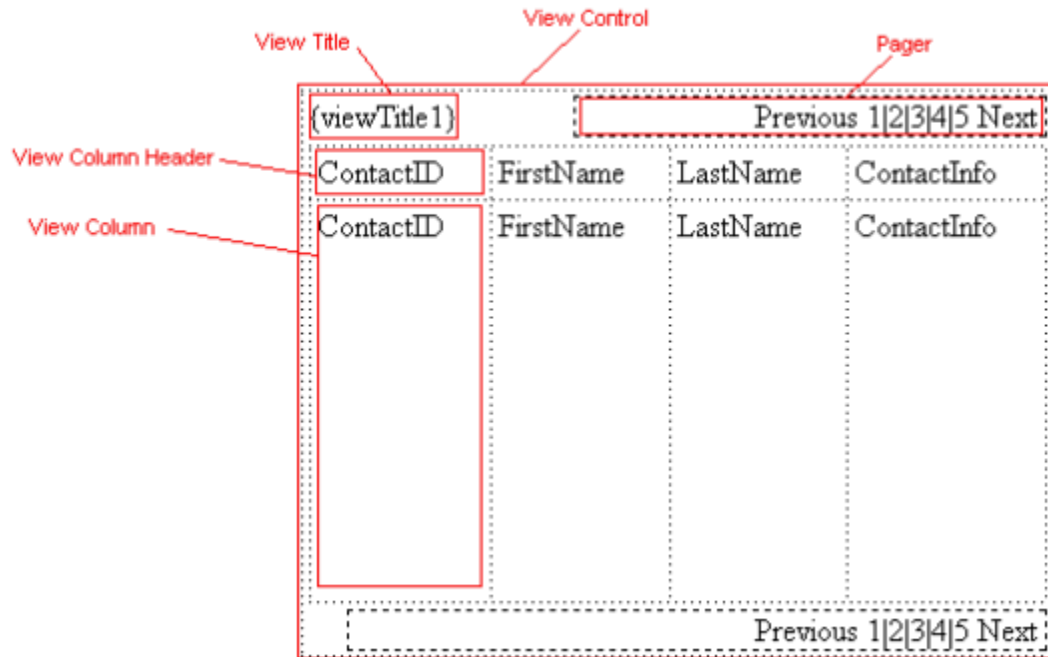 View Control
View Title
Pager
{viewTitle1}
Previous 1|2|3|4|5 Next
View Column Header
ContactID FirstName LastName ContactInfo
View Column
ContactID FirstName LastName ContactInfo
Previous 1|2|3|4|5 Next